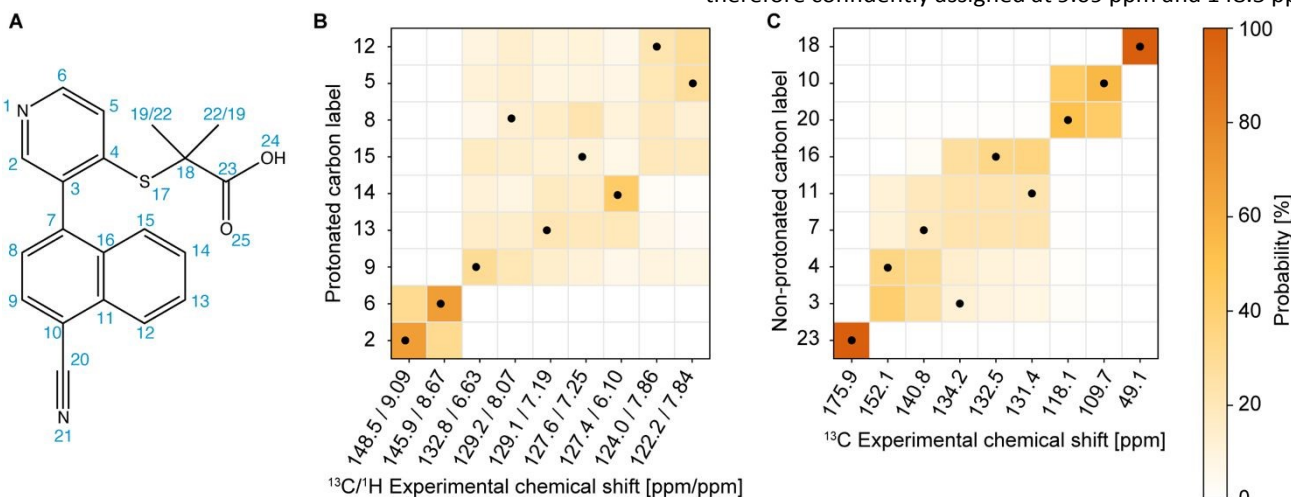 therefore confidently assigned at 9.09 ppm and 148.5 pp
A
1
N
6
5
2
3
4
S
17
19/22
22/19
18
23
24
OH
O
25
7
8
9
10
11
12
13
14
15
16
20
N
21
B
Protonated carbon label
12
5
8
15
14
13
9
6
2
148.5 / 9.09
145.9 / 8.67
132.8 / 6.63
129.2 / 8.07
129.1 / 7.19
127.6 / 7.25
127.4 / 6.10
124.0 / 7.86
122.2 / 7.84
¹³C/¹H Experimental chemical shift [ppm/ppm]
C
Non-protonated carbon label
18
10
20
16
11
7
4
3
23
175.9
152.1
140.8
134.2
132.5
131.4
118.1
109.7
49.1
¹³C Experimental chemical shift [ppm]
100
80
60
40
20
0
Probability [%]